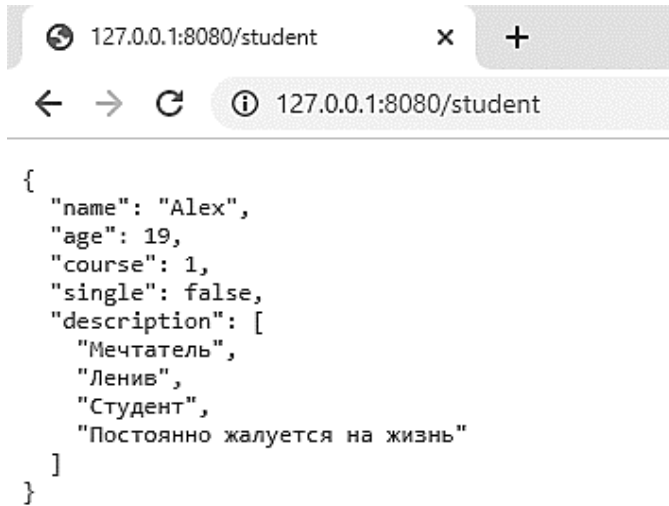 127.0.0.1:8080/student
127.0.0.1:8080/student
{
  "name": "Alex",
  "age": 19,
  "course": 1,
  "single": false,
  "description": [
    "Мечтатель",
    "Ленив",
    "Студент",
    "Постоянно жалуется на жизнь"
  ]
}